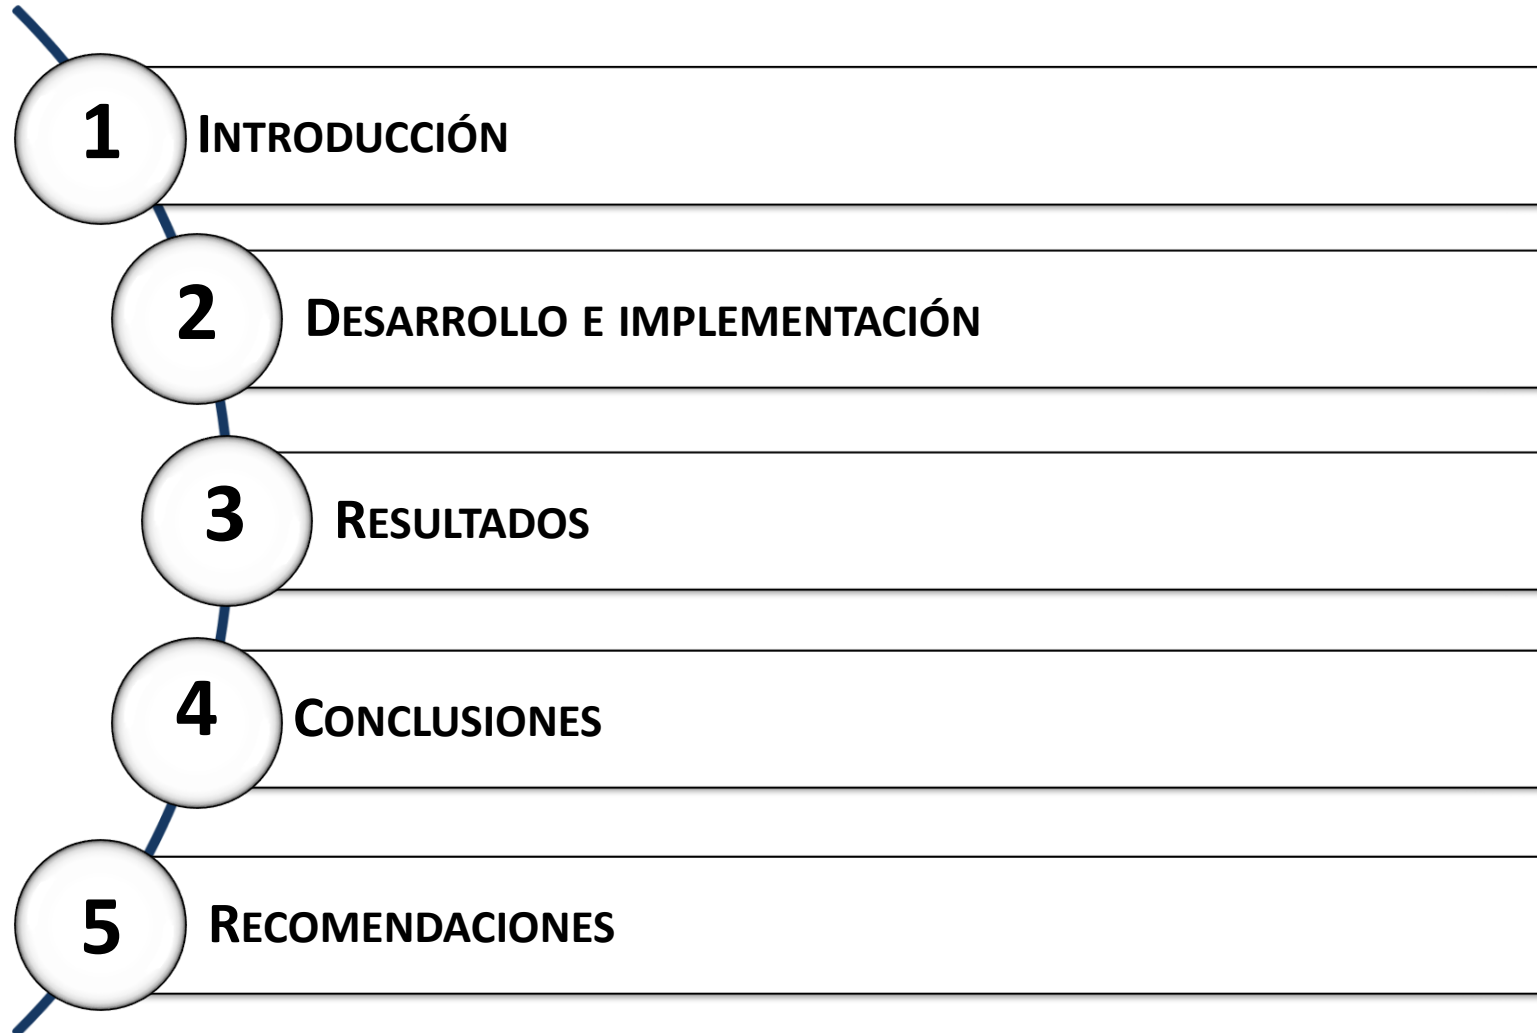 1
INTRODUCCIÓN
2
DESARROLLO E IMPLEMENTACIÓN
3
RESULTADOS
4
CONCLUSIONES
5
RECOMENDACIONES